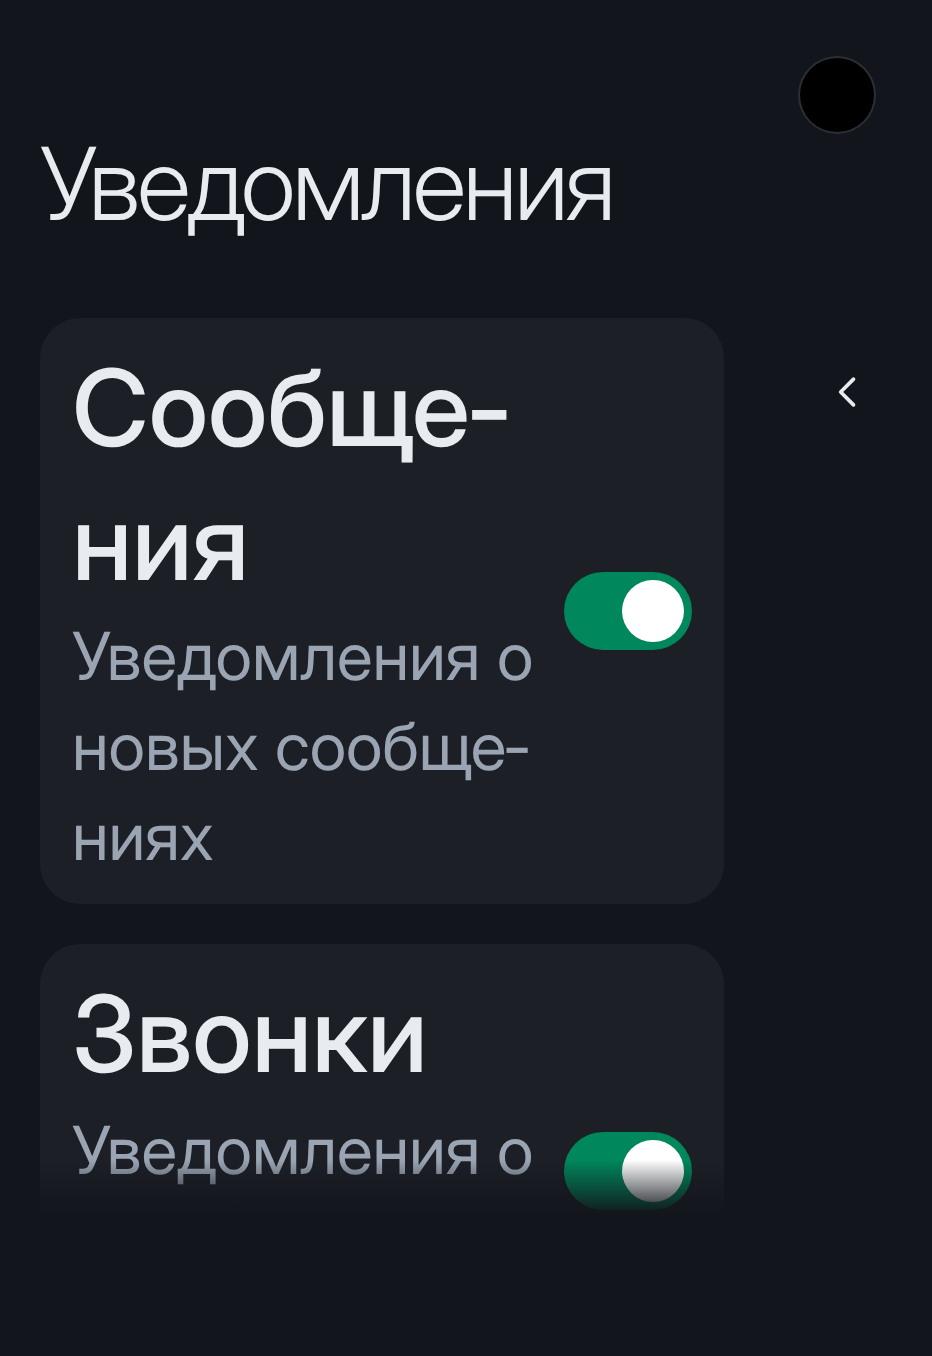 Уведомления
Сообще-
ния
Уведомления о
новых сообще-
ниях
Звонки
Уведомления о